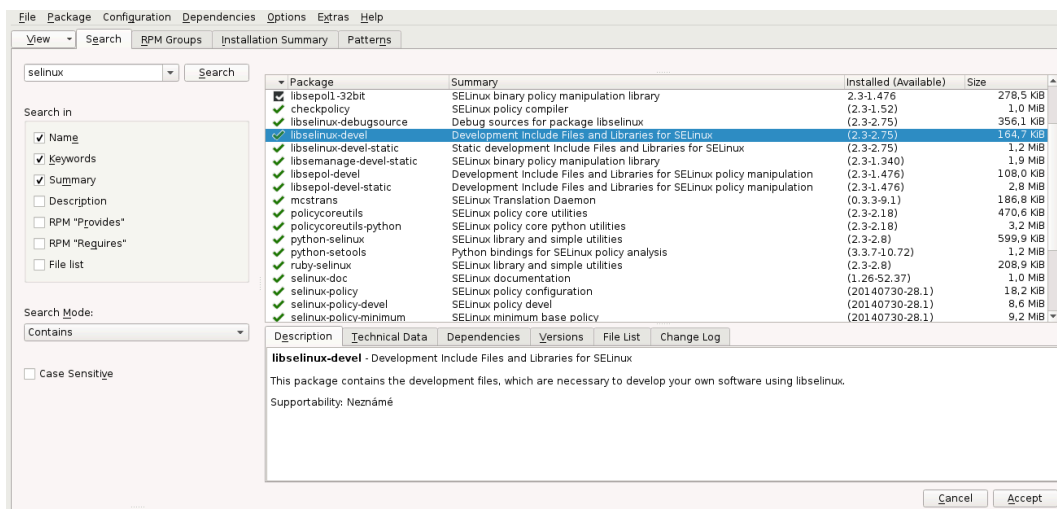 File Package Configuration Dependencies Options Extras Help
View Search RPM Groups Installation Summary Patterns
selinux Search
Search in
Name
Keywords
Summary
Description
RPM "Provides"
RPM "Requires"
File list
Search Mode:
Contains
Case Sensitive
Package Summary Installed (Available) Size
libsepol1-32bit SELinux binary policy manipulation library 2.3-1.476 278,5 KiB
checkpolicy SELinux policy compiler (2.3-1.52) 1,0 MiB
libselinux-debugsource Debug sources for package libselinux (2.3-2.75) 356,1 KiB
libselinux-devel Development Include Files and Libraries for SELinux (2.3-2.75) 164,7 KiB
libselinux-devel-static Static development Include Files and Libraries for SELinux (2.3-2.75) 1,2 MiB
libsemanage-devel-static SELinux binary policy manipulation library (2.3-1.340) 1,9 MiB
libsepol-devel Development Include Files and Libraries for SELinux policy manipulation (2.3-1.476) 108,0 KiB
libsepol-devel-static Development Include Files and Libraries for SELinux policy manipulation (2.3-1.476) 2,8 MiB
mcstrans SELinux Translation Daemon (0.3.3-9.1) 186,8 KiB
policycoreutils SELinux policy core utilities (2.3-2.18) 470,6 KiB
policycoreutils-python SELinux policy core python utilities (2.3-2.18) 3,2 MiB
python-selinux SELinux library and simple utilities (2.3-2.8) 599,9 KiB
python-setools Python bindings for SELinux policy analysis (3.3.7-10.72) 1,2 MiB
ruby-selinux SELinux library and simple utilities (2.3-2.8) 208,9 KiB
selinux-doc SELinux documentation (1.26-52.37) 1,0 MiB
selinux-policy SELinux policy configuration (20140730-28.1) 18,2 KiB
selinux-policy-devel SELinux policy devel (20140730-28.1) 8,6 MiB
selinux-policy-minimum SELinux minimum base policy (20140730-28.1) 9,2 MiB
Description Technical Data Dependencies Versions File List Change Log
libselinux-devel - Development Include Files and Libraries for SELinux
This package contains the development files, which are necessary to develop your own software using libselinux.
Supportability: Neznámé
Cancel Accept